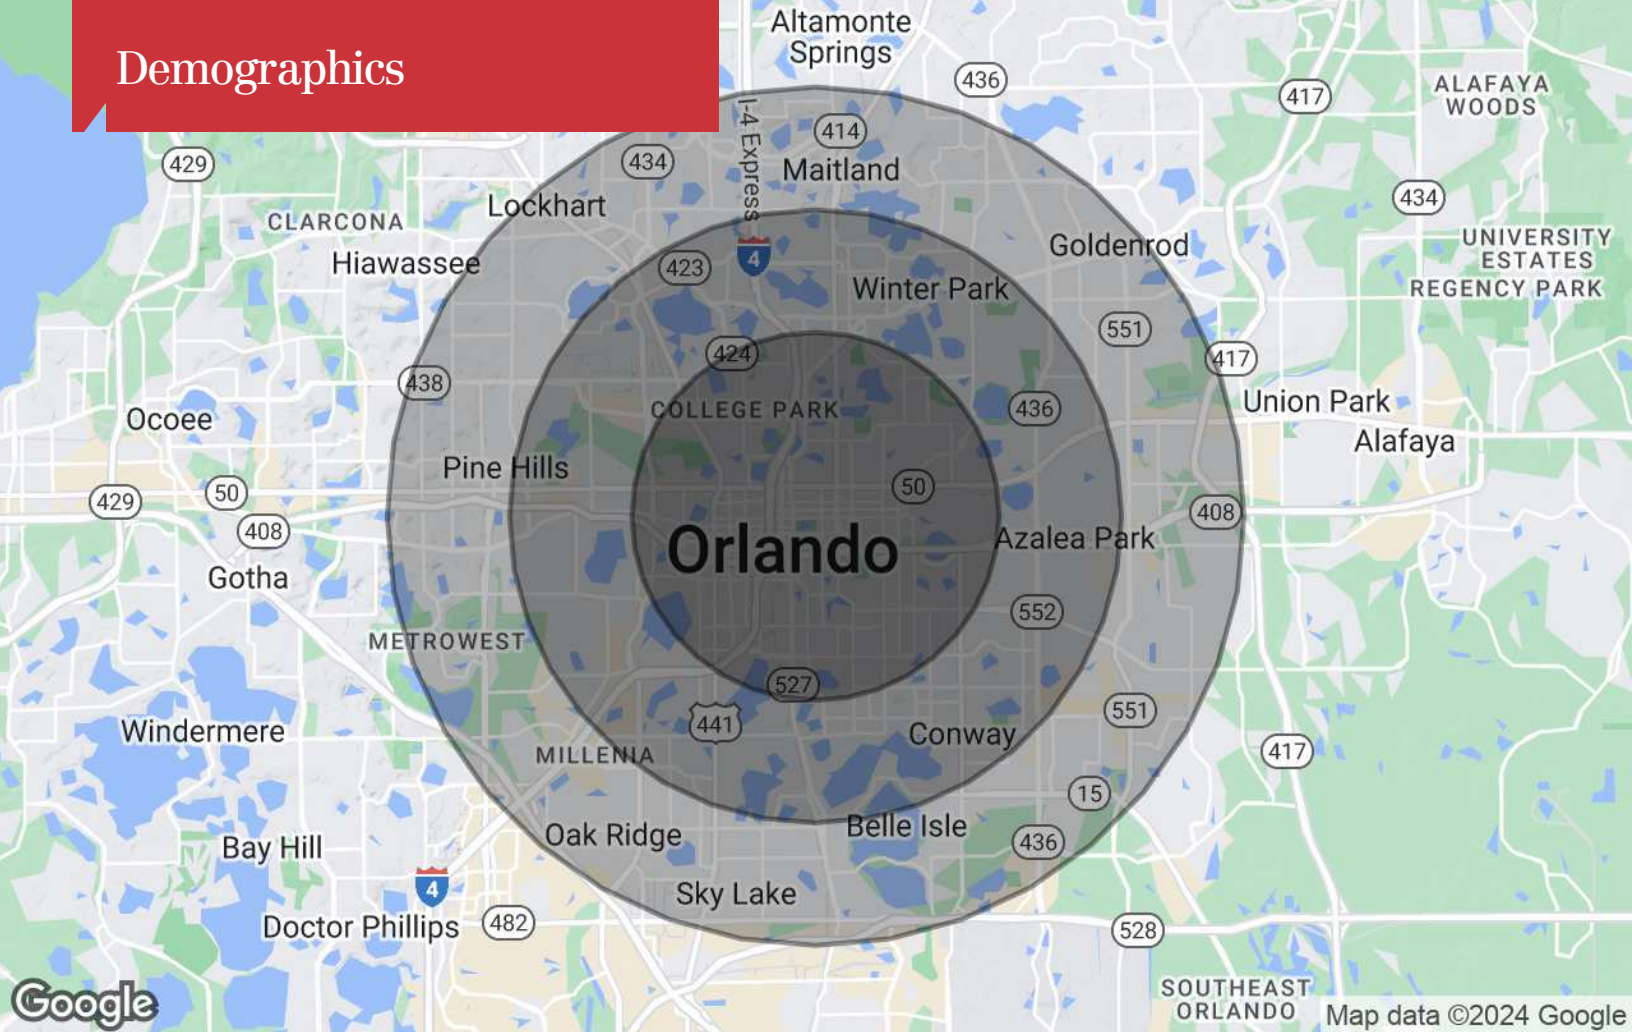 Demographics
Altamonte
Springs
436
417
ALAFAYA
WOODS
I-4 Express
414
429
434
Maitland
434
Lockhart
CLARCONA
Goldenrod
UNIVERSITY
ESTATES
Hiawassee
423
4
Winter Park
REGENCY PARK
551
424
417
438
COLLEGE PARK
436
Union Park
Ocoee
Alafaya
Pine Hills
50
50
429
408
408
Orlando
Azalea Park
Gotha
552
METROWEST
527
551
441
Windermere
Conway
MILLENIA
417
15
Oak Ridge
Belle Isle
436
Bay Hill
4
Sky Lake
Doctor Phillips
482
528
Google
SOUTHEAST
ORLANDO
Map data ©2024 Google